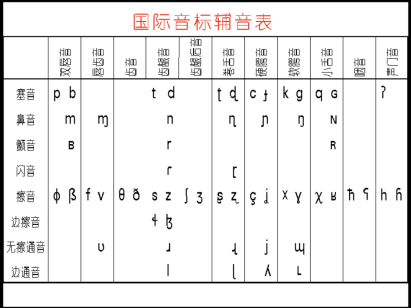 国际音标辅音表
双唇音 唇齿音 齿音 齿龈音 齿龈后音 卷舌音 硬腭音 软腭音 小舌音 咽音 声门音
塞音 p b t d ʈ ɖ c ɟ k g q ɢ ʔ
鼻音 m ɱ n ɳ ɲ ŋ ɴ
颤音 ʙ r ʀ
闪音 ɾ ɽ
擦音 ɸ β f v θ ð s z ʃ ʒ ʂ ʐ ç ʝ x ɣ χ ʁ ħ ʕ h ɦ
边擦音 ɬ ɮ
无擦通音 ʋ ɹ ɻ j ɰ
边通音 l ɭ ʎ ʟ